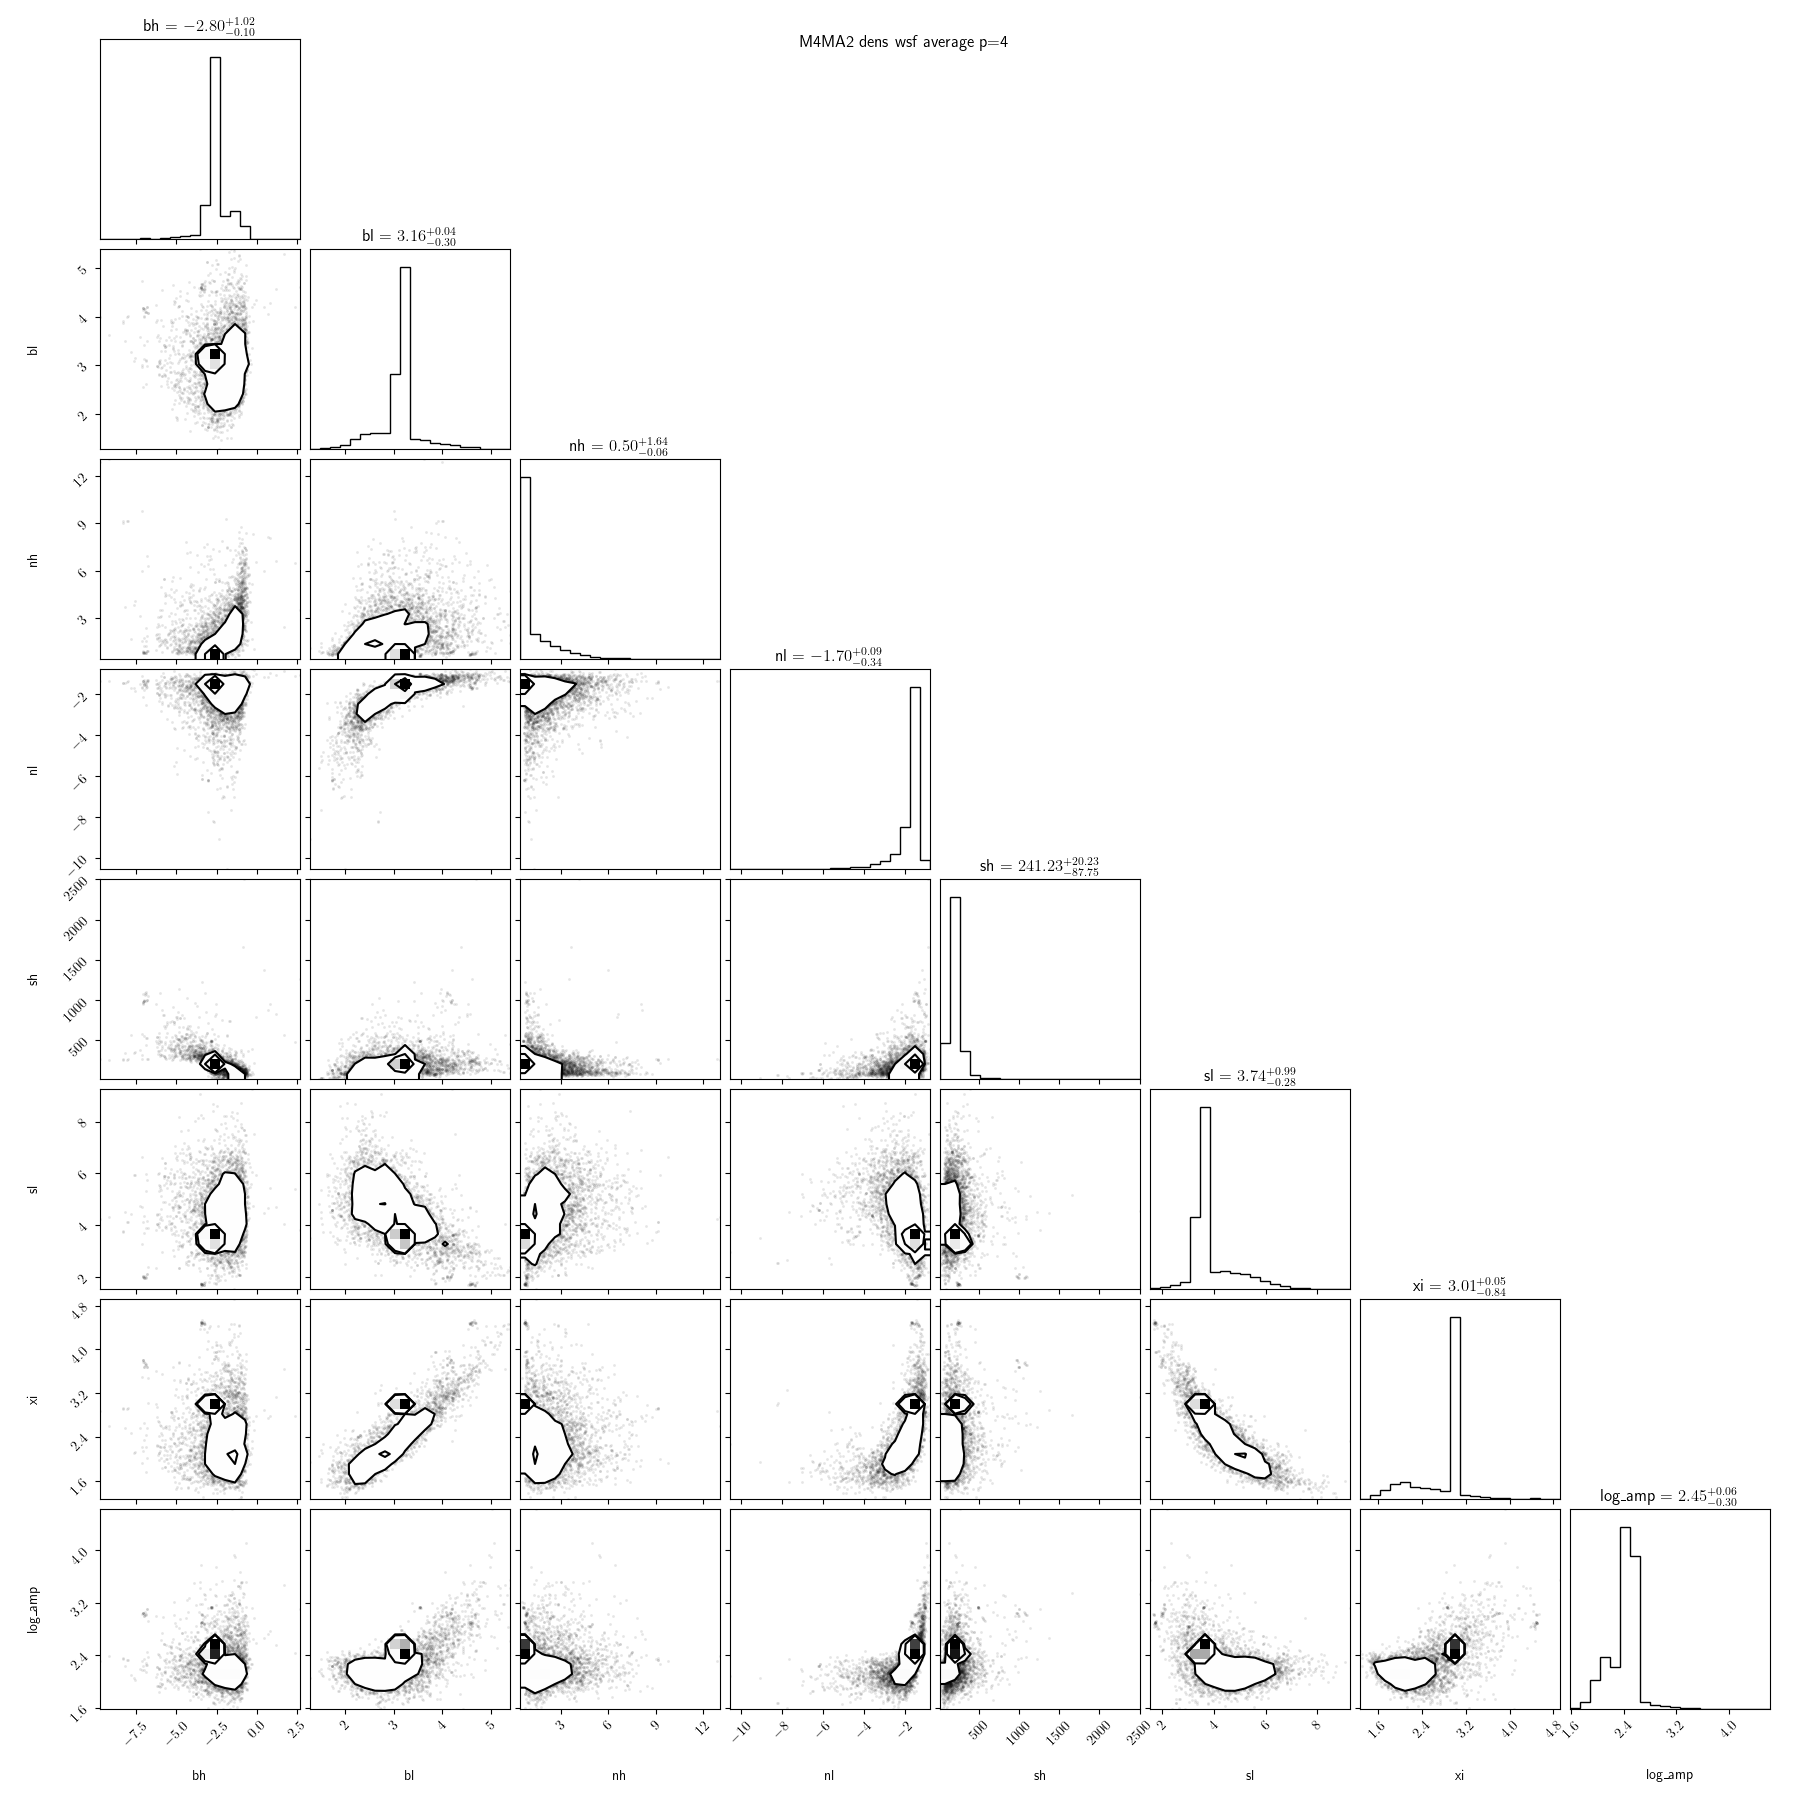 M4MA2 dens wsf average p=4
bh = −2.80 +1.02 −0.10
bl = 3.16 +0.04 −0.30
5
4
3
2
bl
nh = 0.50 +1.64 −0.06
12
9
6
3
nh
nl = −1.70 +0.09 −0.34
−2
−4
−6
−8
−10
nl
sh = 241.23 +20.23 −87.75
2500
2000
1500
1000
500
sh
sl = 3.74 +0.99 −0.28
8
6
4
2
sl
xi = 3.01 +0.05 −0.84
4.8
4.0
3.2
2.4
1.6
xi
log_amp = 2.45 +0.06 −0.30
4.0
3.2
2.4
1.6
log_amp
−7.5 −5.0 −2.5 0.0 2.5 2 3 4 5 3 6 9 12 −10 −8 −6 −4 −2 500 1000 1500 2000 2500 2 4 6 8 1.6 2.4 3.2 4.0 4.8 1.6 2.4 3.2 4.0
bh bl nh nl sh sl xi log_amp